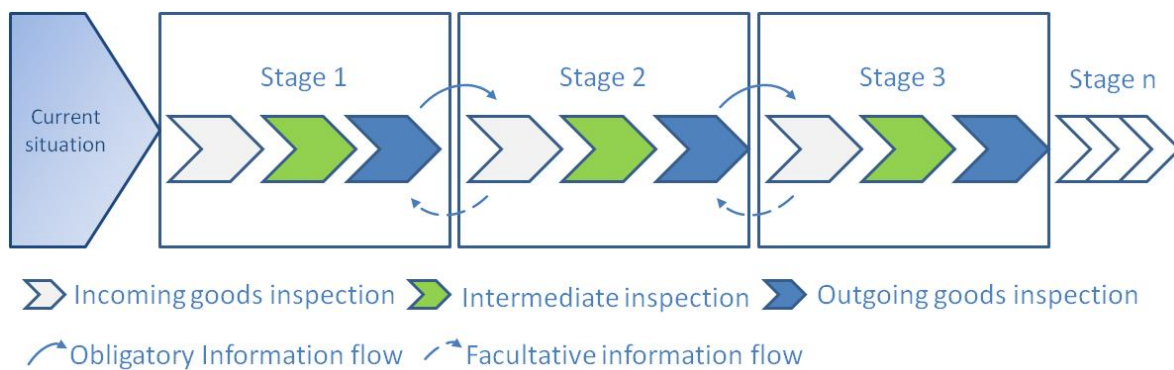 Stage 1
Stage 2
Stage 3
Stage n
Current
situation
Incoming goods inspection
Intermediate inspection
Outgoing goods inspection
Obligatory Information flow
Facultative information flow